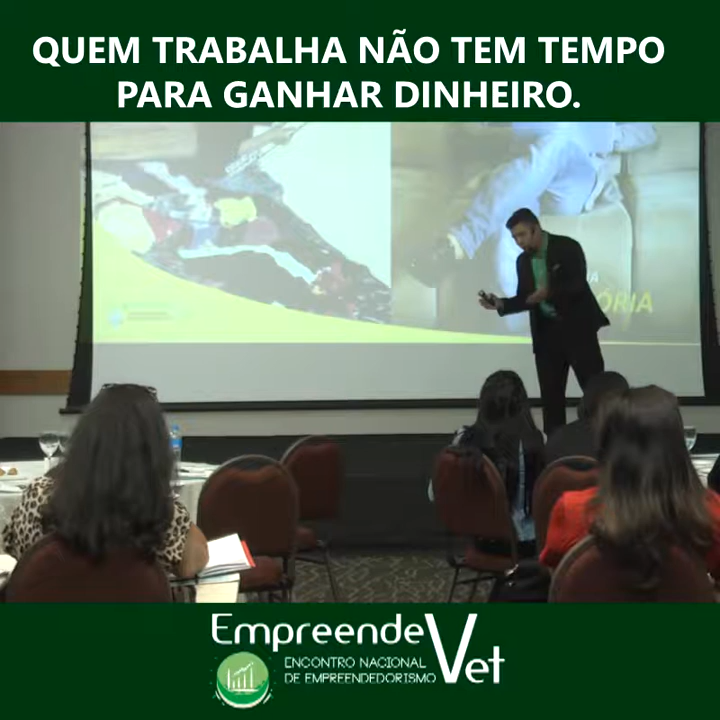 QUEM TRABALHA NÃO TEM TEMPO
PARA GANHAR DINHEIRO.
EmpreendeVet
ENCONTRO NACIONAL
DE EMPREENDEDORISMO